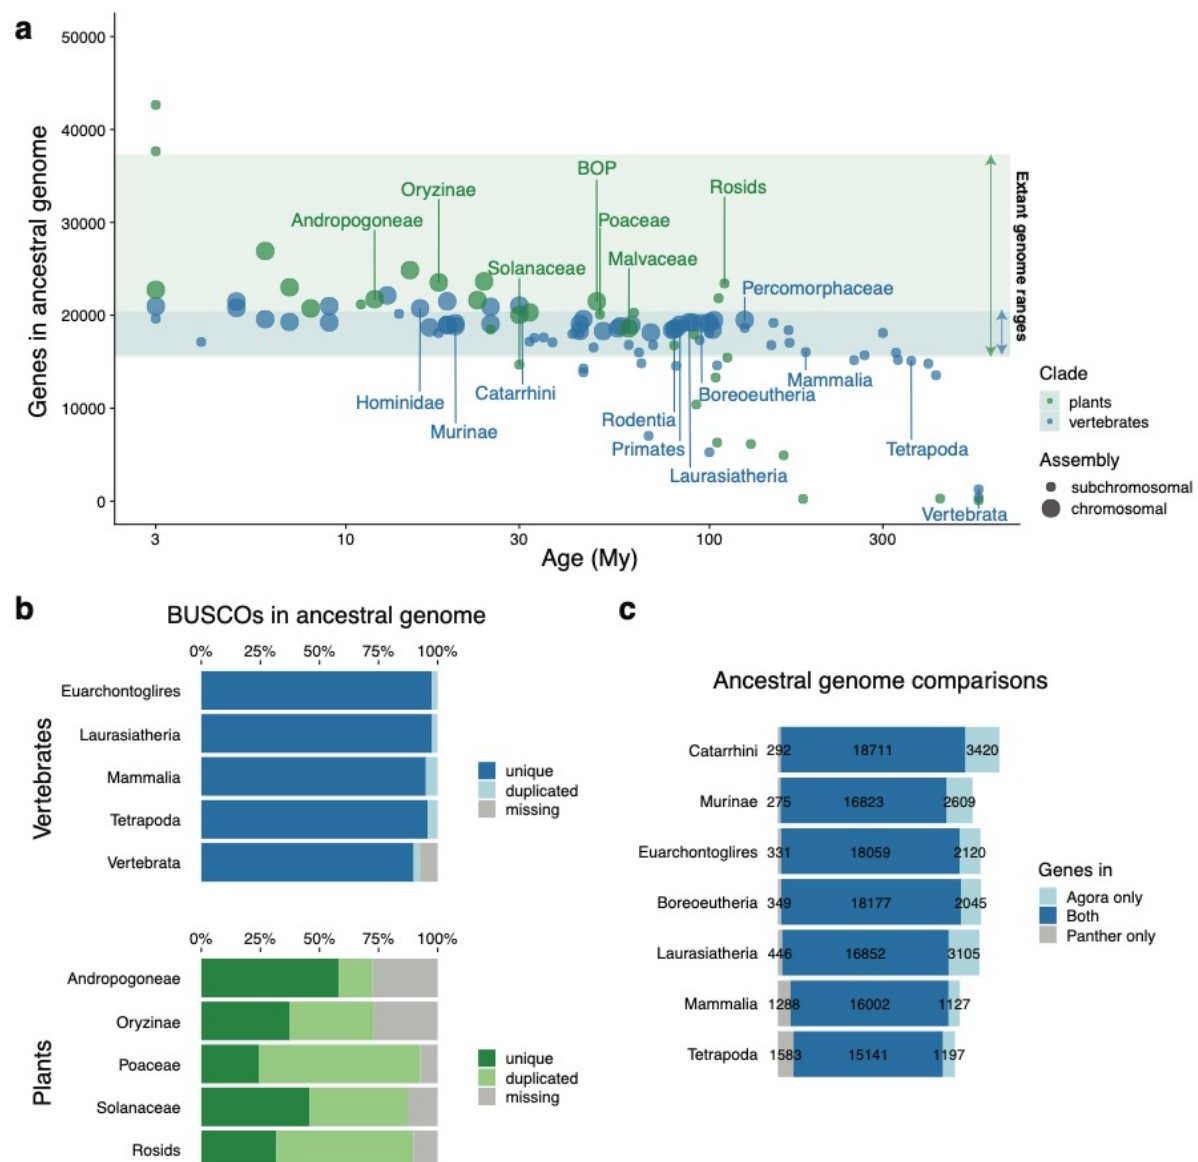 a
50000
40000
30000
20000
10000
0
Genes in ancestral genome
BOP
Oryzinae
Rosids
Andropogoneae
Poaceae
Solanaceae
Malvaceae
Percomorphaceae
Hominidae
Catarrhini
Mammalia
Boreoeutheria
Murinae
Rodentia
Primates
Tetrapoda
Laurasiatheria
Vertebrata
Extant genome ranges
3
10
30
100
300
Age (My)
Clade
plants
vertebrates
Assembly
subchromosomal
chromosomal
b
BUSCOs in ancestral genome
0% 25% 50% 75% 100%
Vertebrates
Euarchontoglires
Laurasiatheria
Mammalia
Tetrapoda
Vertebrata
unique
duplicated
missing
0% 25% 50% 75% 100%
Plants
Andropogoneae
Oryzinae
Poaceae
Solanaceae
Rosids
unique
duplicated
missing
c
Ancestral genome comparisons
Catarrhini 292 18711 3420
Murinae 275 16823 2609
Euarchontoglires 331 18059 2120
Boreoeutheria 349 18177 2045
Laurasiatheria 446 16852 3105
Mammalia 1288 16002 1127
Tetrapoda 1583 15141 1197
Genes in
Agora only
Both
Panther only